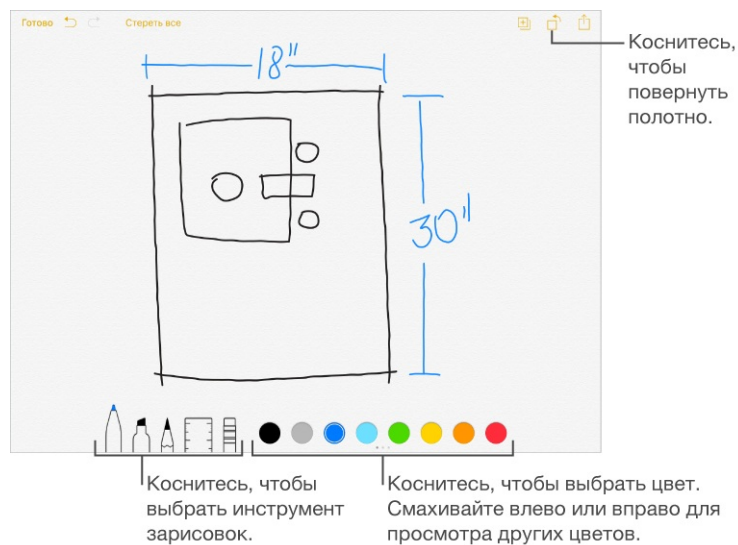 Готово
Стереть все
Коснитесь,
чтобы
повернуть
полотно.
18"
30"
Коснитесь, чтобы
выбрать инструмент
зарисовок.
Коснитесь, чтобы выбрать цвет.
Смахивайте влево или вправо для
просмотра других цветов.